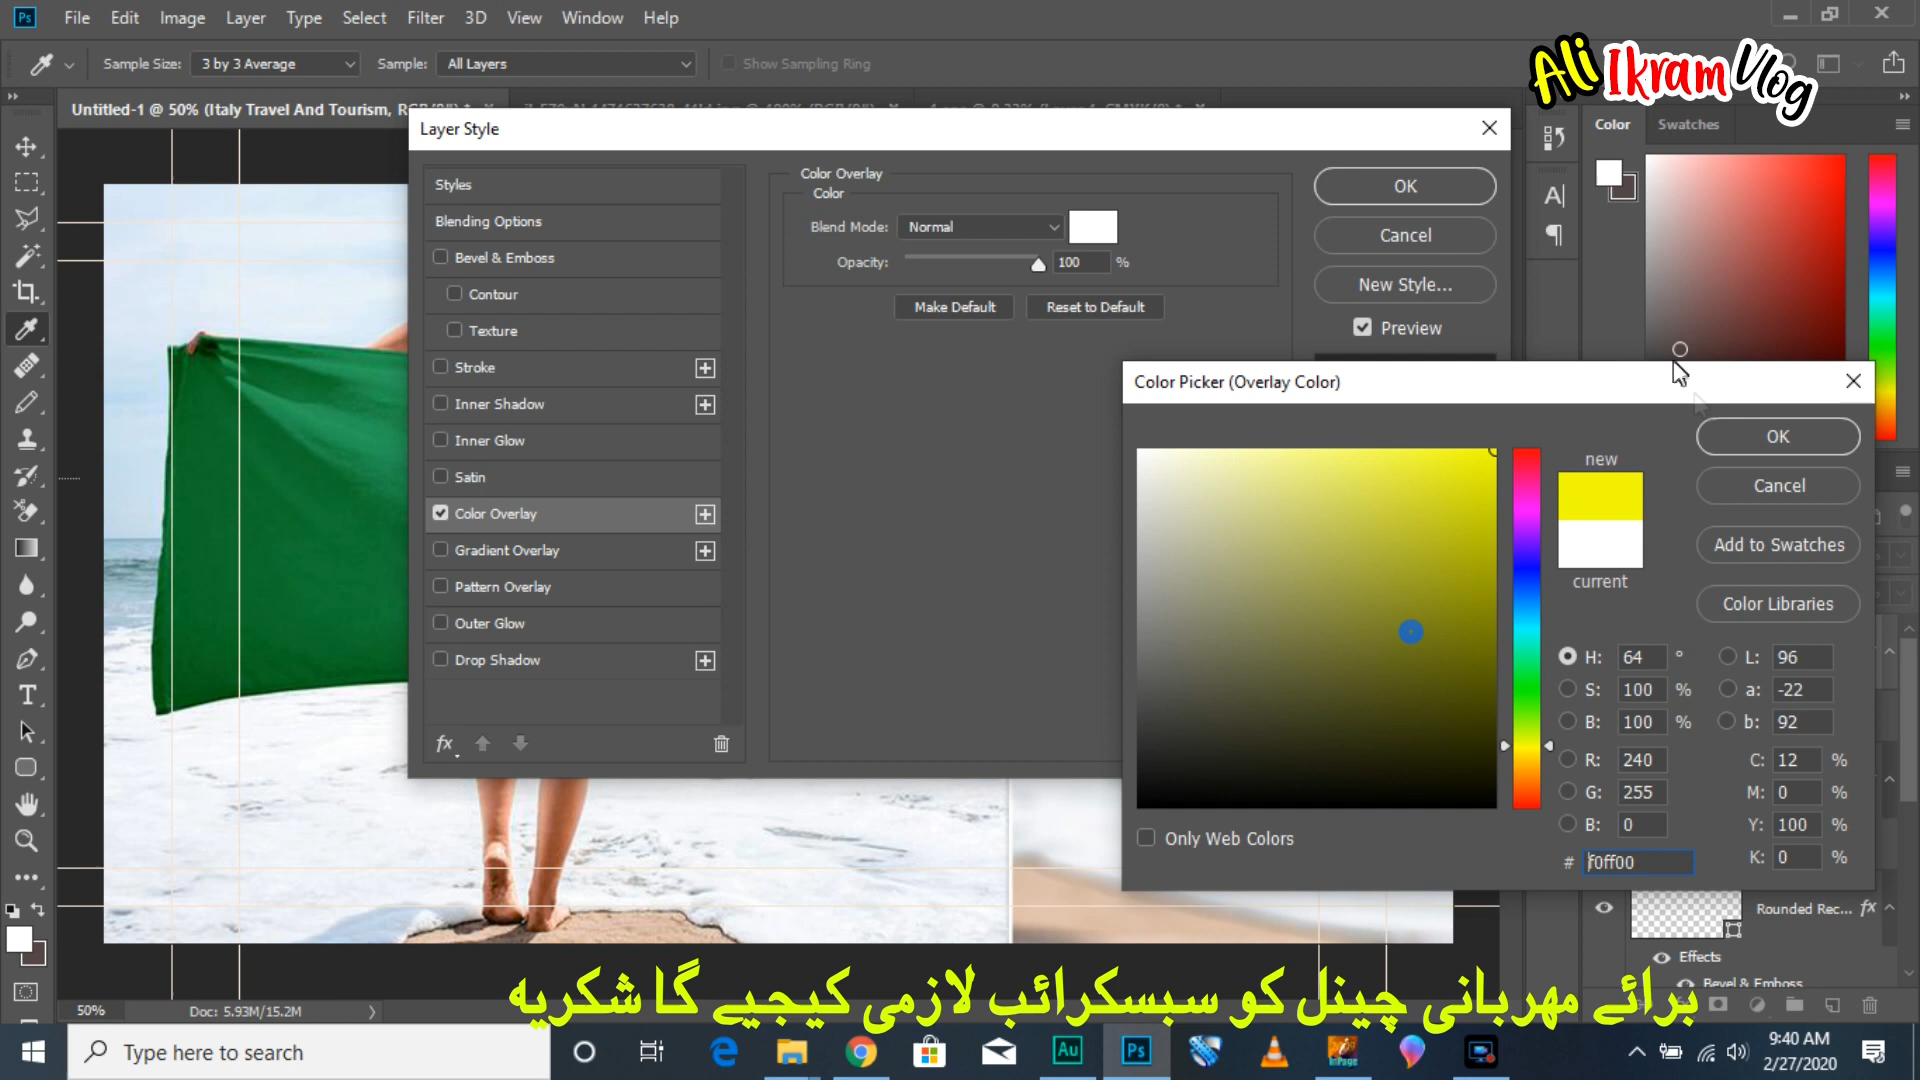 File Edit Image Layer Type Select Filter 3D View Window Help
Sample Size: 3 by 3 Average Sample: All Layers Show Sampling Ring
Ali Ikram Vlog
Untitled-1 @ 50% (Italy Travel And Tourism, R
Layer Style
Color Swatches
Styles
Blending Options
Bevel & Emboss
Contour
Texture
Stroke
Inner Shadow
Inner Glow
Satin
Color Overlay
Gradient Overlay
Pattern Overlay
Outer Glow
Drop Shadow
fx
Color Overlay
Color
Blend Mode: Normal
Opacity: 100 %
Make Default Reset to Default
OK
Cancel
New Style...
Preview
Color Picker (Overlay Color)
new
current
OK
Cancel
Add to Swatches
Color Libraries
H: 64 ° L: 96
S: 100 % a: -22
B: 100 % b: 92
R: 240 C: 12 %
G: 255 M: 0 %
B: 0 Y: 100 %
# f0ff00 K: 0 %
Only Web Colors
Rounded Rec... fx
Effects
Bevel & Emboss
برائے مہربانی چینل کو سبسکرائب لازمی کیجیے گا شکریہ
50% Doc: 5.93M/15.2M
Type here to search
Au
Ps
InPage
9:40 AM
2/27/2020